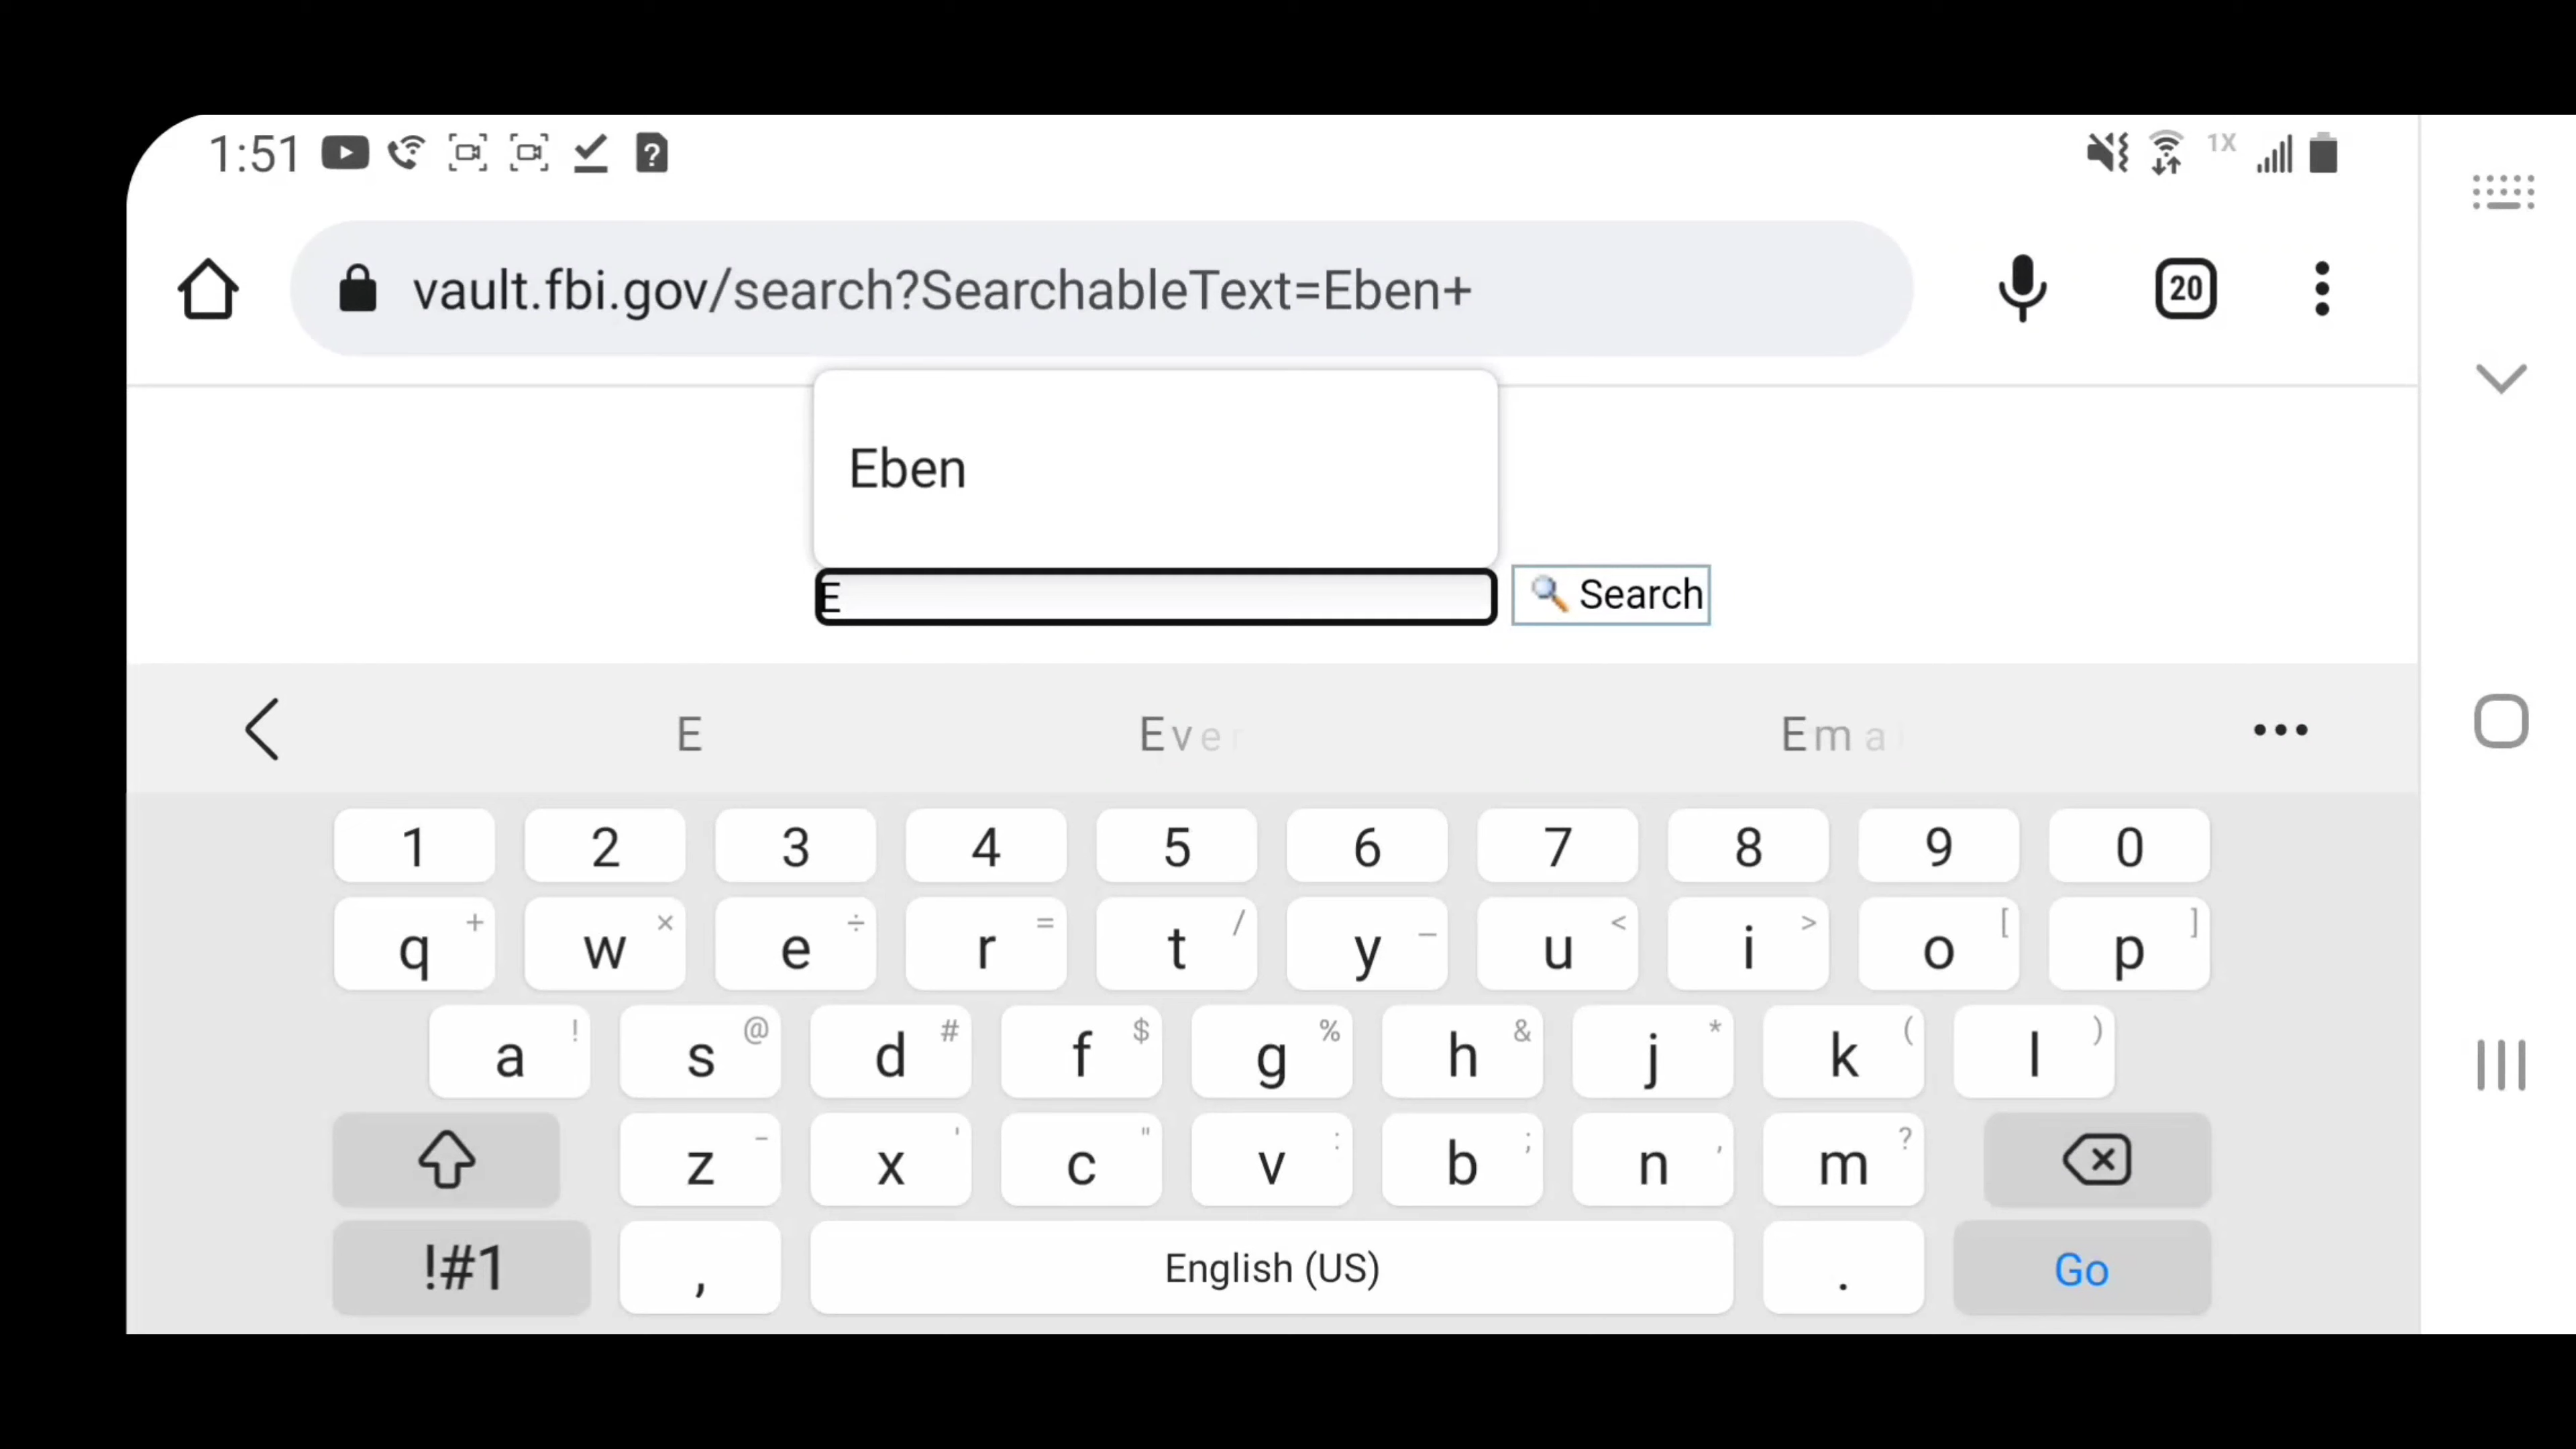 1:51 ? 1X
vault.fbi.gov/search?SearchableText=Eben+ 20
Eben
E Search
E Ever Ema
1 2 3 4 5 6 7 8 9 0
q + w × e ÷ r = t / y _ u < i > o [ p ]
a ! s @ d # f $ g % h & j * k ( l )
z - x ' c " v : b ; n , m ?
!#1 , English (US) . Go